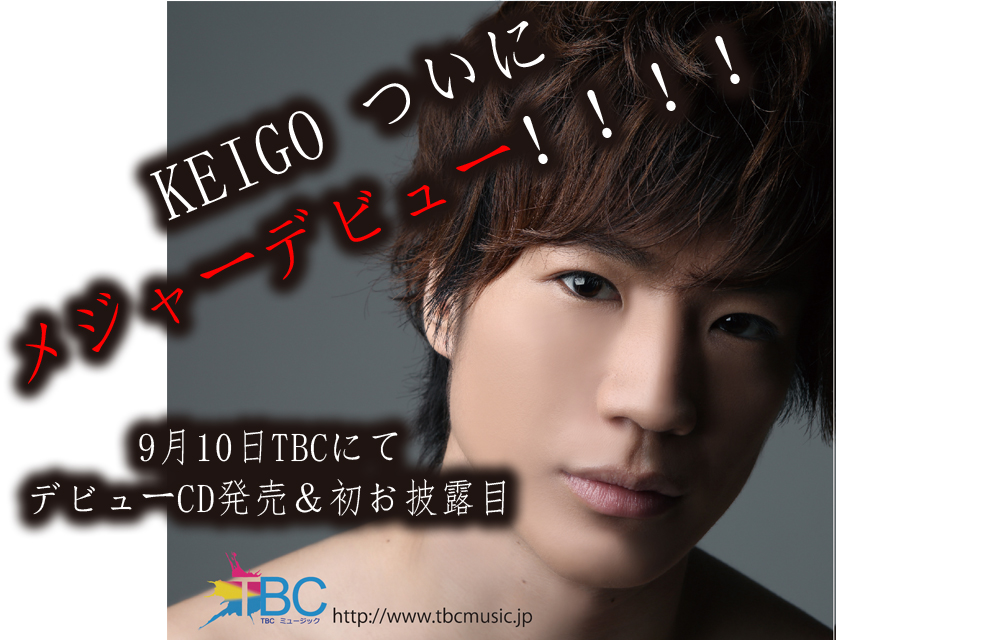 KEIGO ついに
メジャーデビュー！！！！
9月10日TBCにて
デビューCD発売＆初お披露目
TBC
TBC ミュージック
http://www.tbcmusic.jp